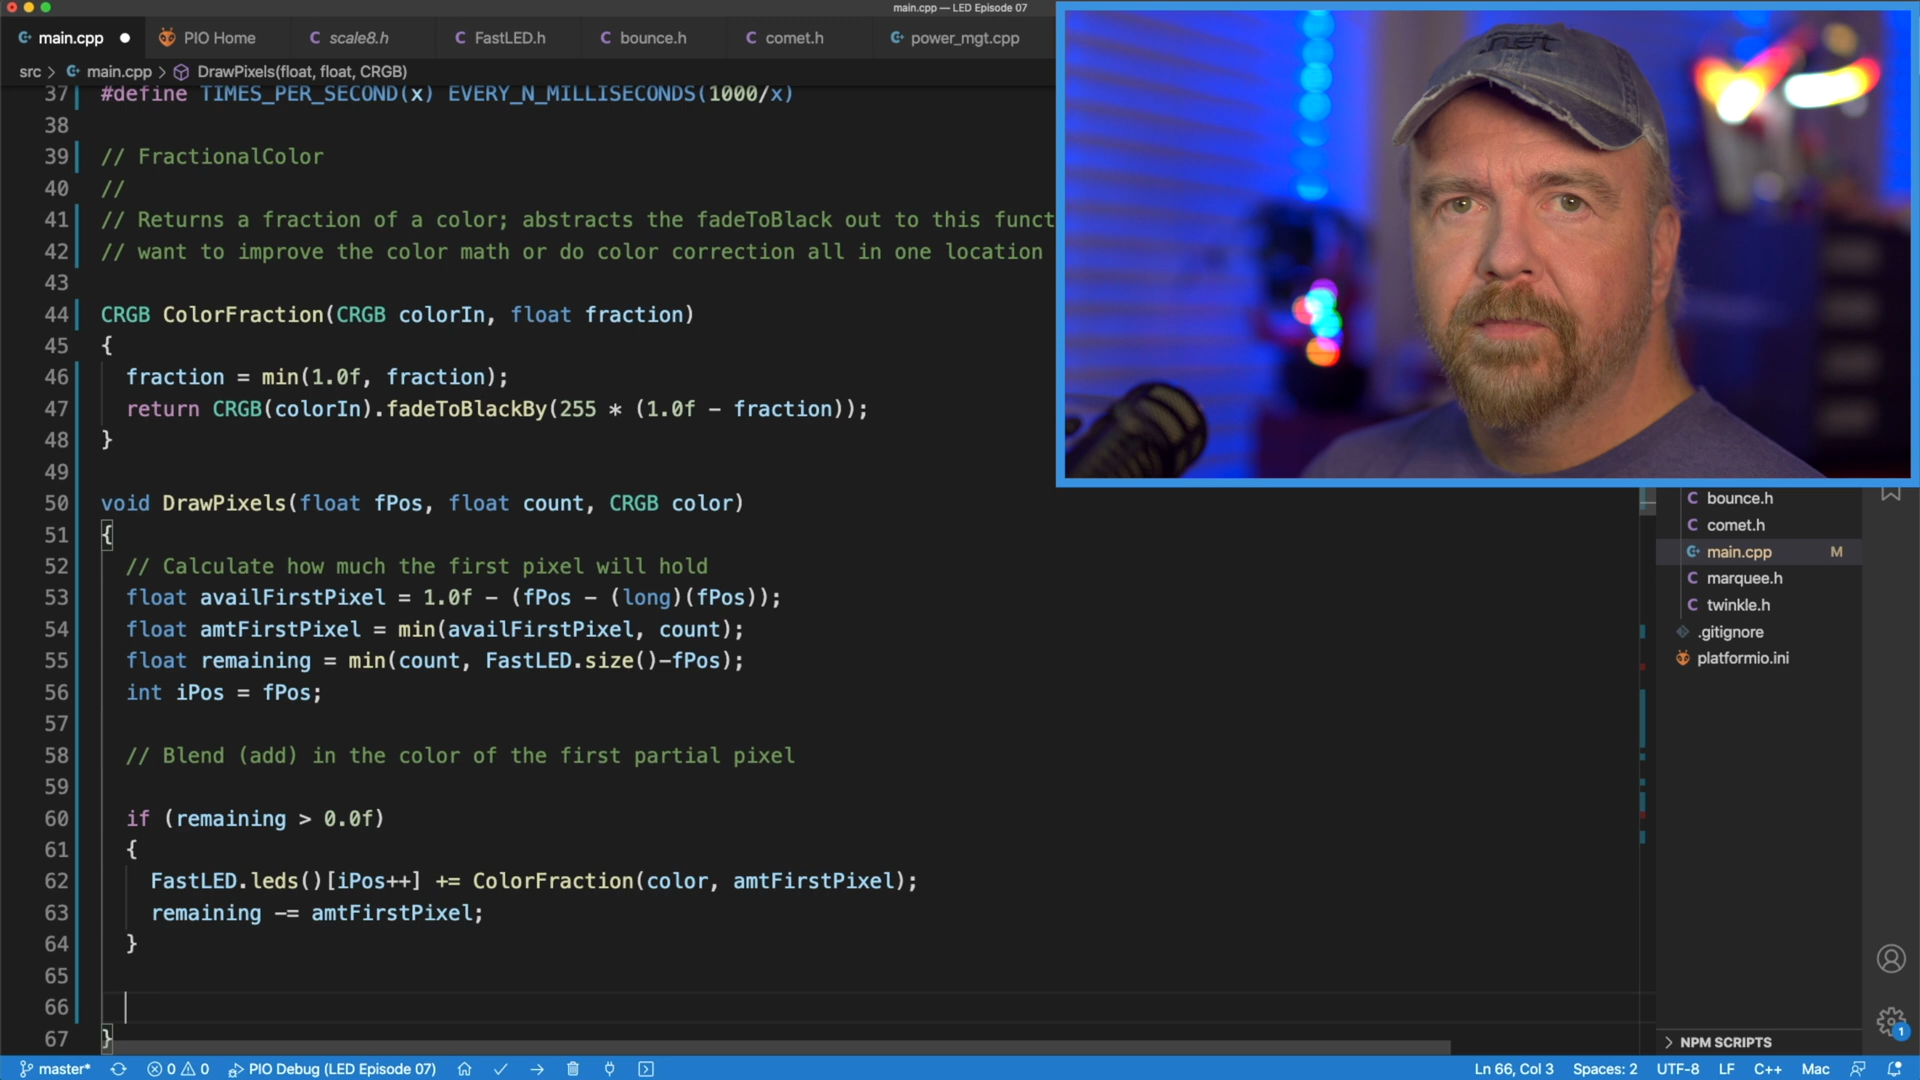 main.cpp — LED Episode 07
main.cpp
PIO Home
scale8.h
FastLED.h
bounce.h
comet.h
power_mgt.cpp
src > main.cpp > DrawPixels(float, float, CRGB)
37 #define TIMES_PER_SECOND(x) EVERY_N_MILLISECONDS(1000/x)
38
39 // FractionalColor
40 //
41 // Returns a fraction of a color; abstracts the fadeToBlack out to this funct
42 // want to improve the color math or do color correction all in one location
43
44 CRGB ColorFraction(CRGB colorIn, float fraction)
45 {
46 fraction = min(1.0f, fraction);
47 return CRGB(colorIn).fadeToBlackBy(255 * (1.0f - fraction));
48 }
49
50 void DrawPixels(float fPos, float count, CRGB color)
51 {
52 // Calculate how much the first pixel will hold
53 float availFirstPixel = 1.0f - (fPos - (long)(fPos));
54 float amtFirstPixel = min(availFirstPixel, count);
55 float remaining = min(count, FastLED.size()-fPos);
56 int iPos = fPos;
57
58 // Blend (add) in the color of the first partial pixel
59
60 if (remaining > 0.0f)
61 {
62 FastLED.leds()[iPos++] += ColorFraction(color, amtFirstPixel);
63 remaining -= amtFirstPixel;
64 }
65
66
67 }
.net
bounce.h
comet.h
main.cpp M
marquee.h
twinkle.h
.gitignore
platformio.ini
NPM SCRIPTS
1
master* 0 0 PIO Debug (LED Episode 07) Ln 66, Col 3 Spaces: 2 UTF-8 LF C++ Mac